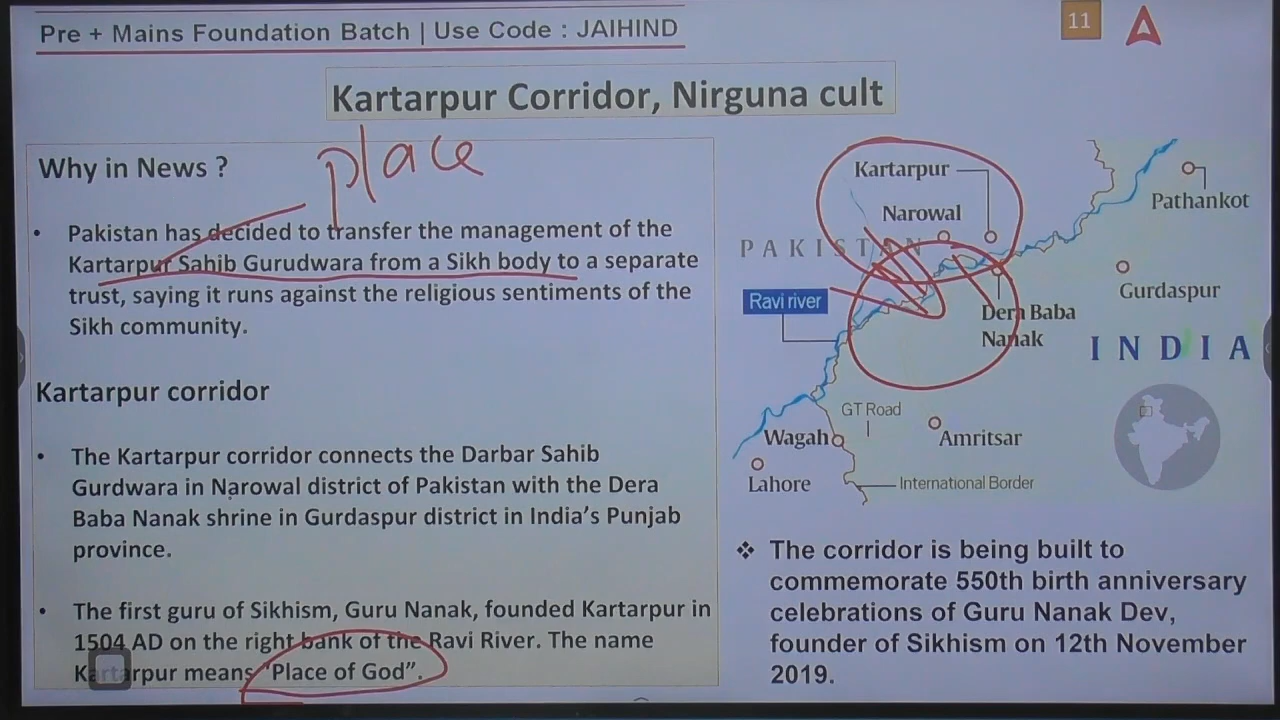 Pre + Mains Foundation Batch | Use Code : JAIHIND
11
Kartarpur Corridor, Nirguna cult
place
Why in News ?
• Pakistan has decided to transfer the management of the
Kartarpur Sahib Gurudwara from a Sikh body to a separate
trust, saying it runs against the religious sentiments of the
Sikh community.
Kartarpur corridor
• The Kartarpur corridor connects the Darbar Sahib
Gurdwara in Narowal district of Pakistan with the Dera
Baba Nanak shrine in Gurdaspur district in India's Punjab
province.
• The first guru of Sikhism, Guru Nanak, founded Kartarpur in
1504 AD on the right bank of the Ravi River. The name
Kartarpur means "Place of God".
Kartarpur
Narowal
Pathankot
PAKISTAN
Gurdaspur
Ravi river
Dera Baba
Nanak
INDIA
GT Road
Wagah
Amritsar
Lahore
International Border
❖ The corridor is being built to
commemorate 550th birth anniversary
celebrations of Guru Nanak Dev,
founder of Sikhism on 12th November
2019.